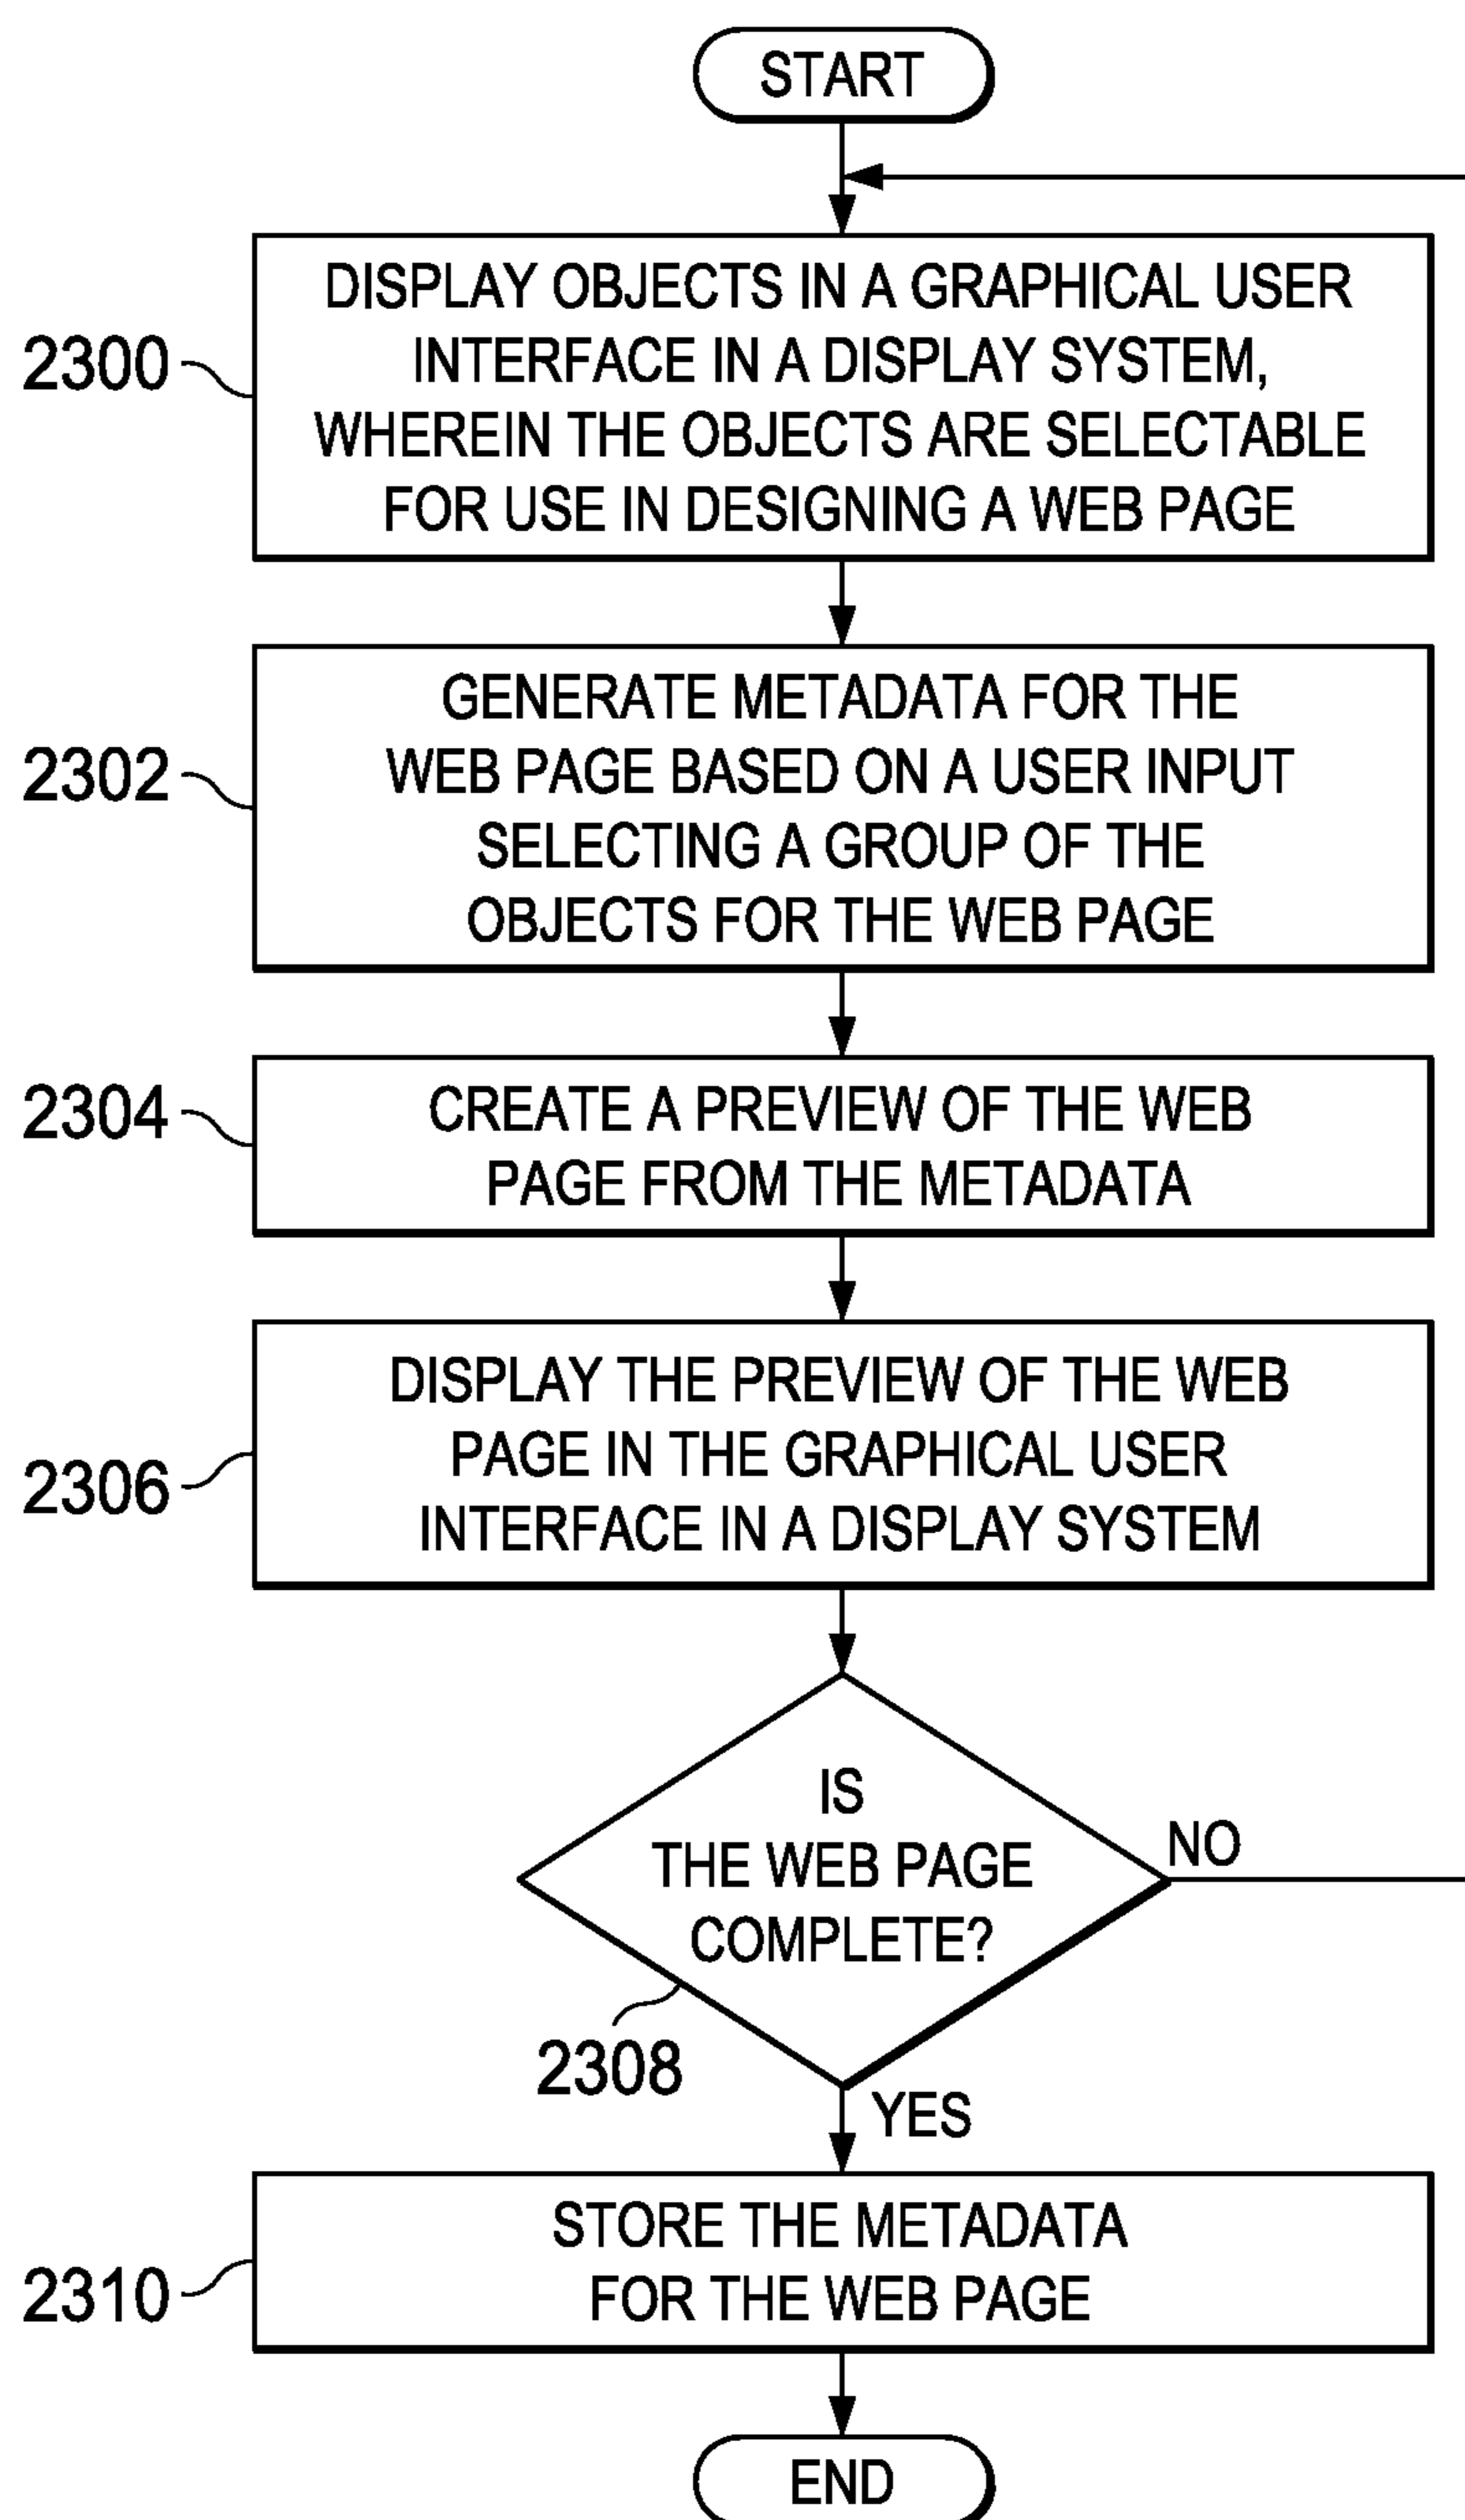 START
DISPLAY OBJECTS IN A GRAPHICAL USER
INTERFACE IN A DISPLAY SYSTEM,
WHEREIN THE OBJECTS ARE SELECTABLE
FOR USE IN DESIGNING A WEB PAGE
2300
GENERATE METADATA FOR THE
WEB PAGE BASED ON A USER INPUT
SELECTING A GROUP OF THE
OBJECTS FOR THE WEB PAGE
2302
CREATE A PREVIEW OF THE WEB
PAGE FROM THE METADATA
2304
DISPLAY THE PREVIEW OF THE WEB
PAGE IN THE GRAPHICAL USER
INTERFACE IN A DISPLAY SYSTEM
2306
IS
THE WEB PAGE
COMPLETE?
NO
2308
YES
STORE THE METADATA
FOR THE WEB PAGE
2310
END